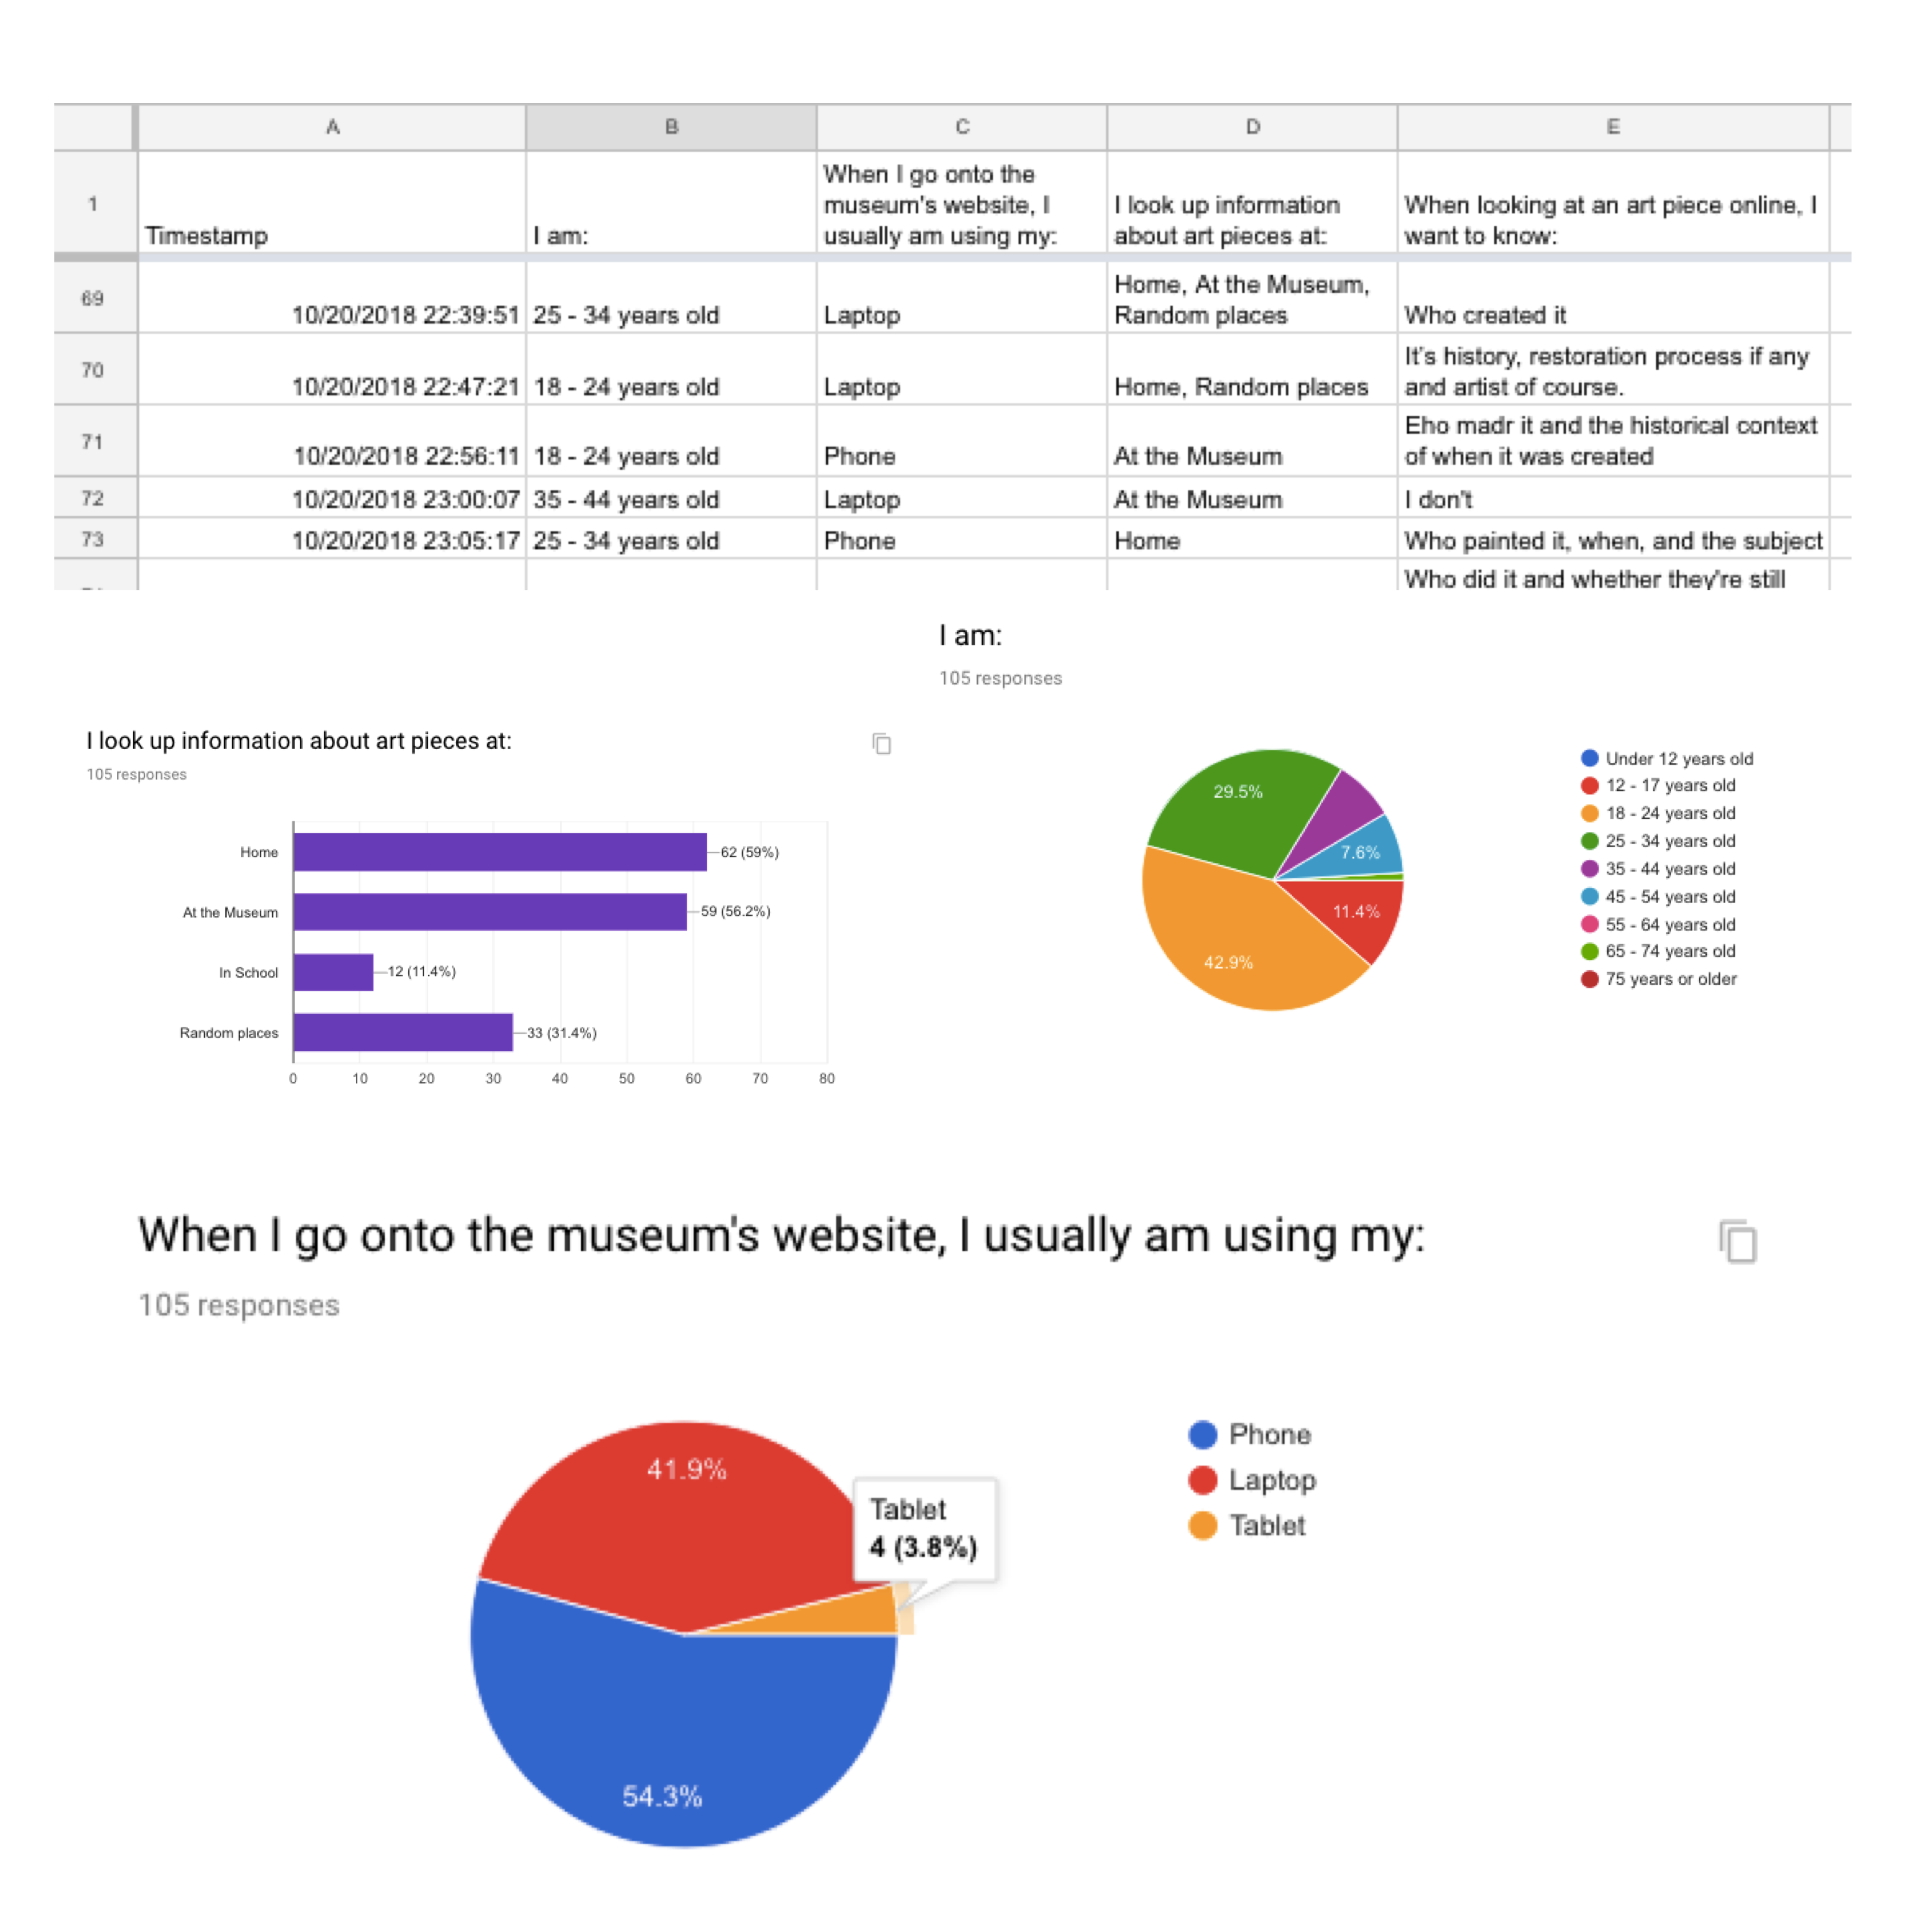 A B C D E
1
Timestamp
I am:
When I go onto the
museum's website, I
usually am using my:
I look up information
about art pieces at:
When looking at an art piece online, I
want to know:
69
10/20/2018 22:39:51
25 - 34 years old
Laptop
Home, At the Museum,
Random places
Who created it
70
10/20/2018 22:47:21
18 - 24 years old
Laptop
Home, Random places
It's history, restoration process if any
and artist of course.
71
10/20/2018 22:56:11
18 - 24 years old
Phone
At the Museum
Eho madr it and the historical context
of when it was created
72
10/20/2018 23:00:07
35 - 44 years old
Laptop
At the Museum
I don't
73
10/20/2018 23:05:17
25 - 34 years old
Phone
Home
Who painted it, when, and the subject
Who did it and whether they're still
I look up information about art pieces at:
105 responses
Home
62 (59%)
At the Museum
59 (56.2%)
In School
12 (11.4%)
Random places
33 (31.4%)
0 10 20 30 40 50 60 70 80
I am:
105 responses
29.5%
7.6%
11.4%
42.9%
Under 12 years old
12 - 17 years old
18 - 24 years old
25 - 34 years old
35 - 44 years old
45 - 54 years old
55 - 64 years old
65 - 74 years old
75 years or older
When I go onto the museum's website, I usually am using my:
105 responses
41.9%
Tablet
4 (3.8%)
54.3%
Phone
Laptop
Tablet